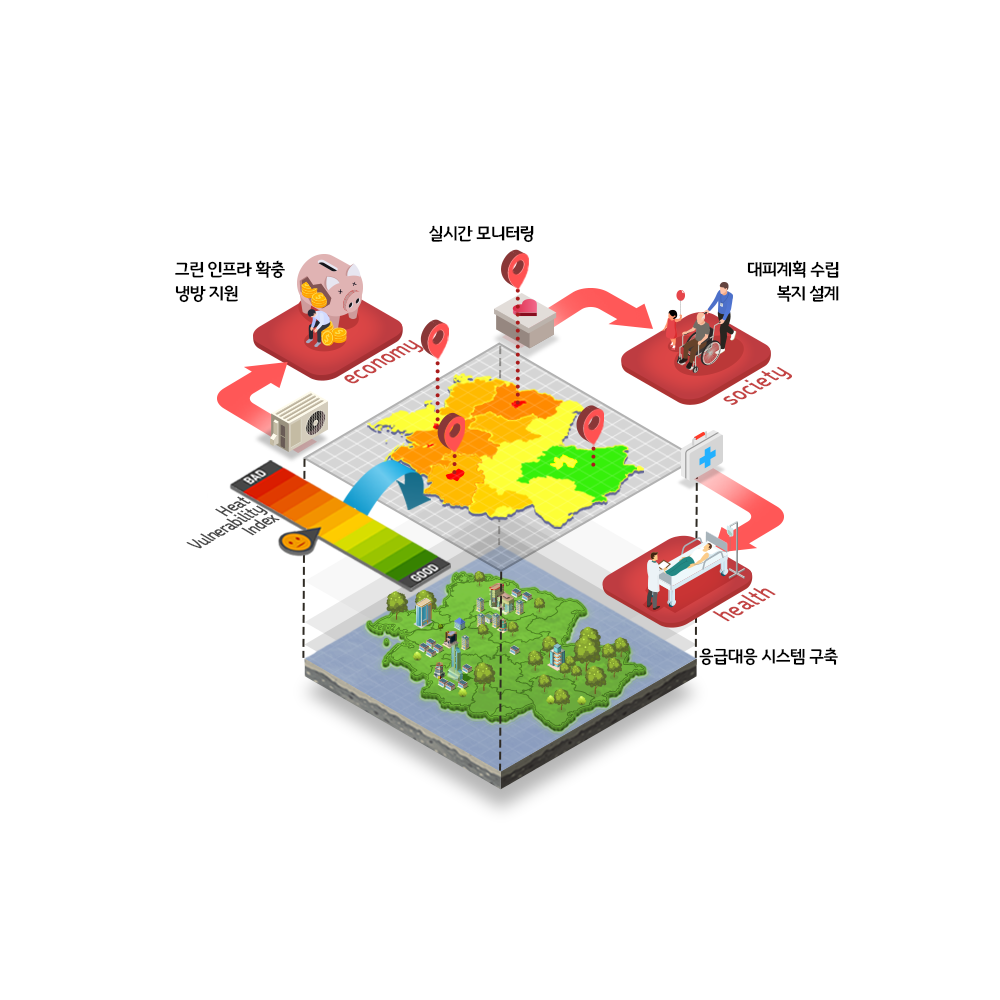 실시간 모니터링
그린 인프라 확충
냉방 지원
대피계획 수립
복지 설계
economy
society
BAD
Heat
Vulnerability
Index
GOOD
health
응급대응 시스템 구축